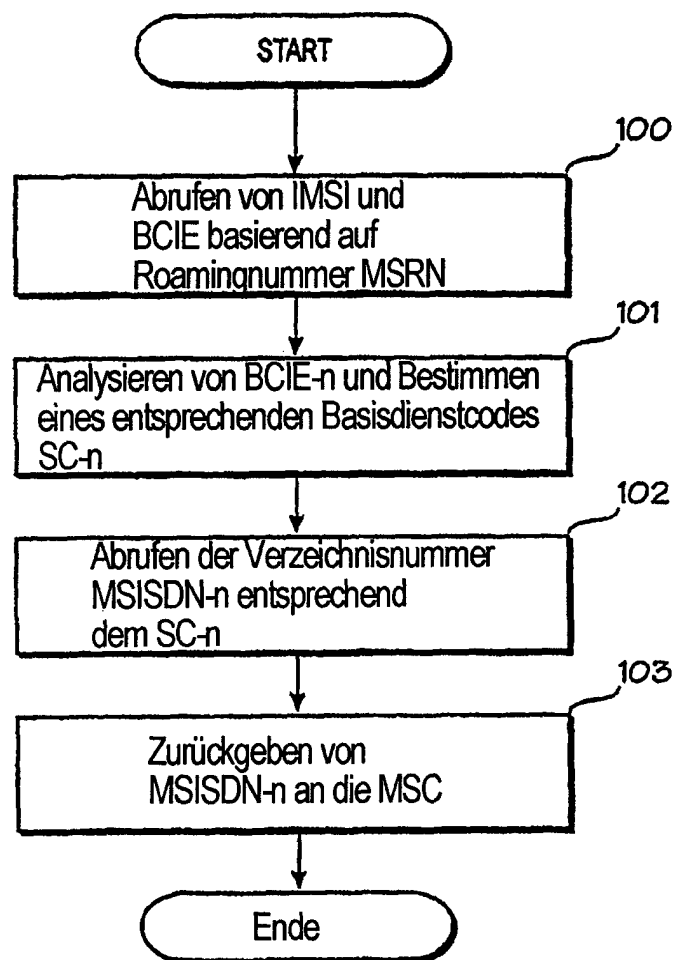 START
100
Abrufen von IMSI und
BCIE basierend auf
Roamingnummer MSRN
101
Analysieren von BCIE-n und Bestimmen
eines entsprechenden Basisdienstcodes
SC-n
102
Abrufen der Verzeichnisnummer
MSISDN-n entsprechend
dem SC-n
103
Zurückgeben von
MSISDN-n an die MSC
Ende